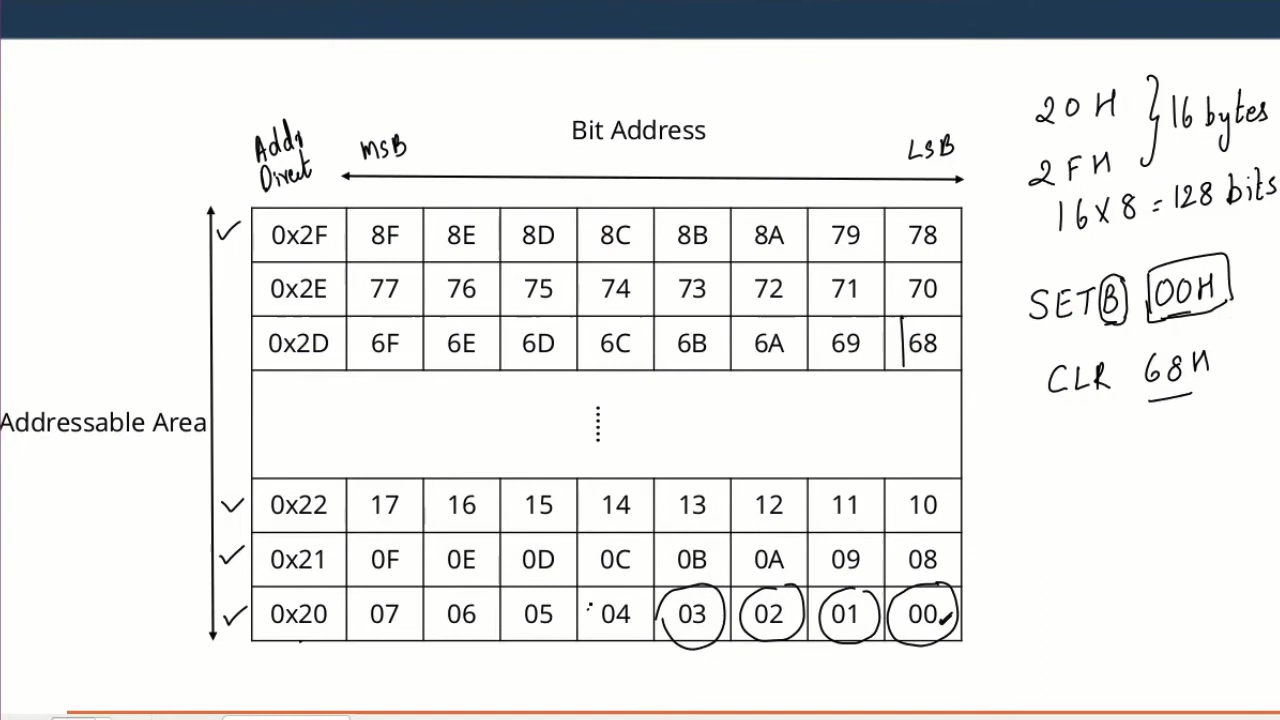 Bit Address
Addr
Direct
MSB
LSB
0x2F 8F 8E 8D 8C 8B 8A 79 78
0x2E 77 76 75 74 73 72 71 70
0x2D 6F 6E 6D 6C 6B 6A 69 68
Addressable Area
0x22 17 16 15 14 13 12 11 10
0x21 0F 0E 0D 0C 0B 0A 09 08
0x20 07 06 05 04 03 02 01 00
20H
2FH
16 bytes
16 X 8 = 128 bits
SETB 00H
CLR 68H